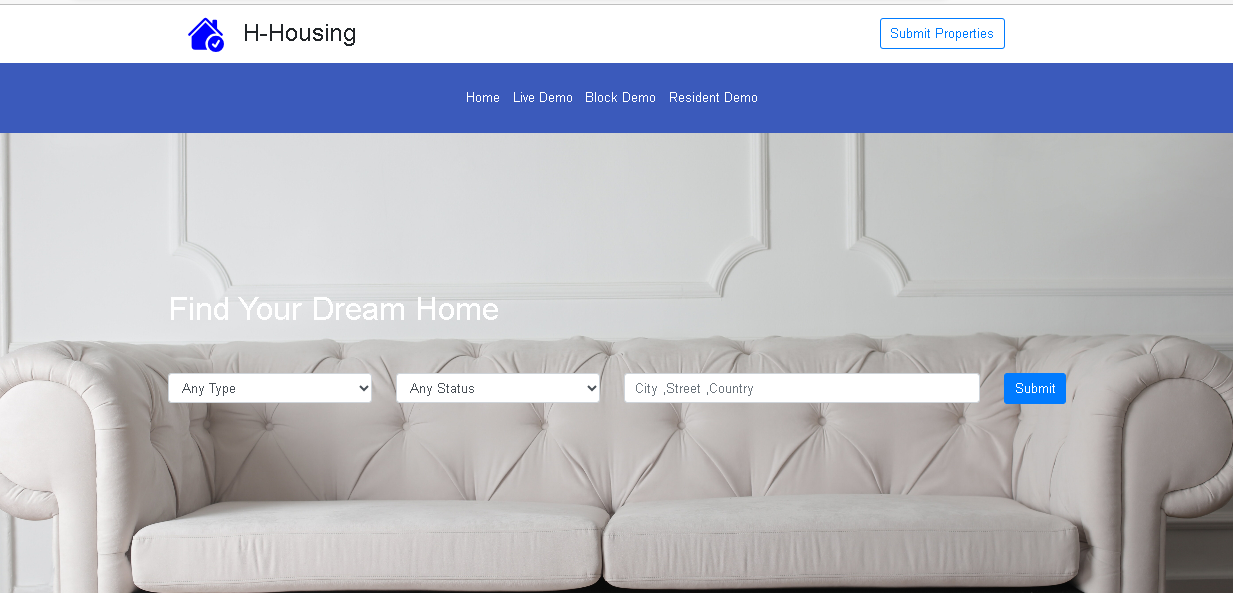 H-Housing
Submit Properties
Home Live Demo Block Demo Resident Demo
Find Your Dream Home
Any Type Any Status City ,Street ,Country Submit